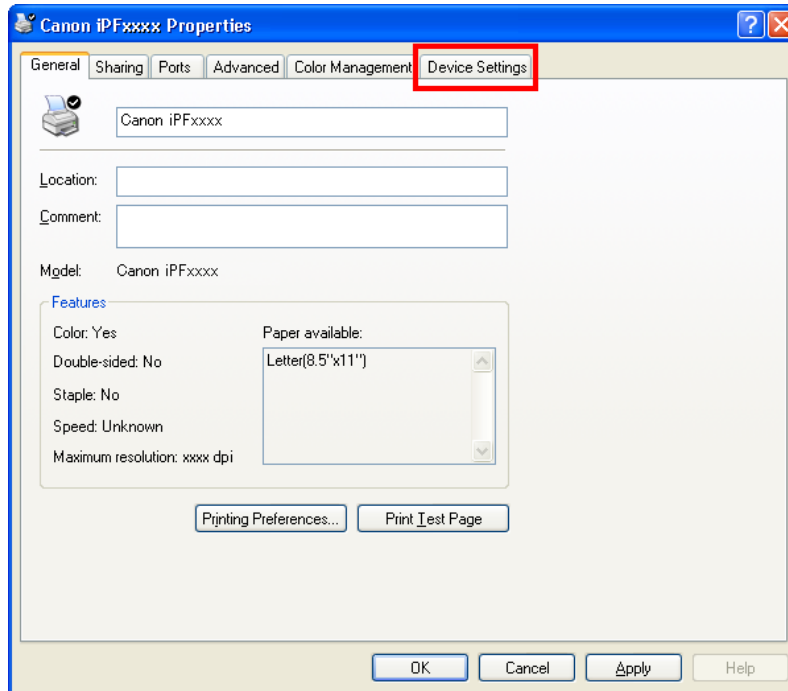 Canon iPFxxxx Properties
General Sharing Ports Advanced Color Management Device Settings
Canon iPFxxxx
Location:
Comment:
Model: Canon iPFxxxx
Features
Color: Yes Paper available:
Double-sided: No Letter(8.5"x11")
Staple: No
Speed: Unknown
Maximum resolution: xxxx dpi
Printing Preferences... Print Test Page
OK Cancel Apply Help